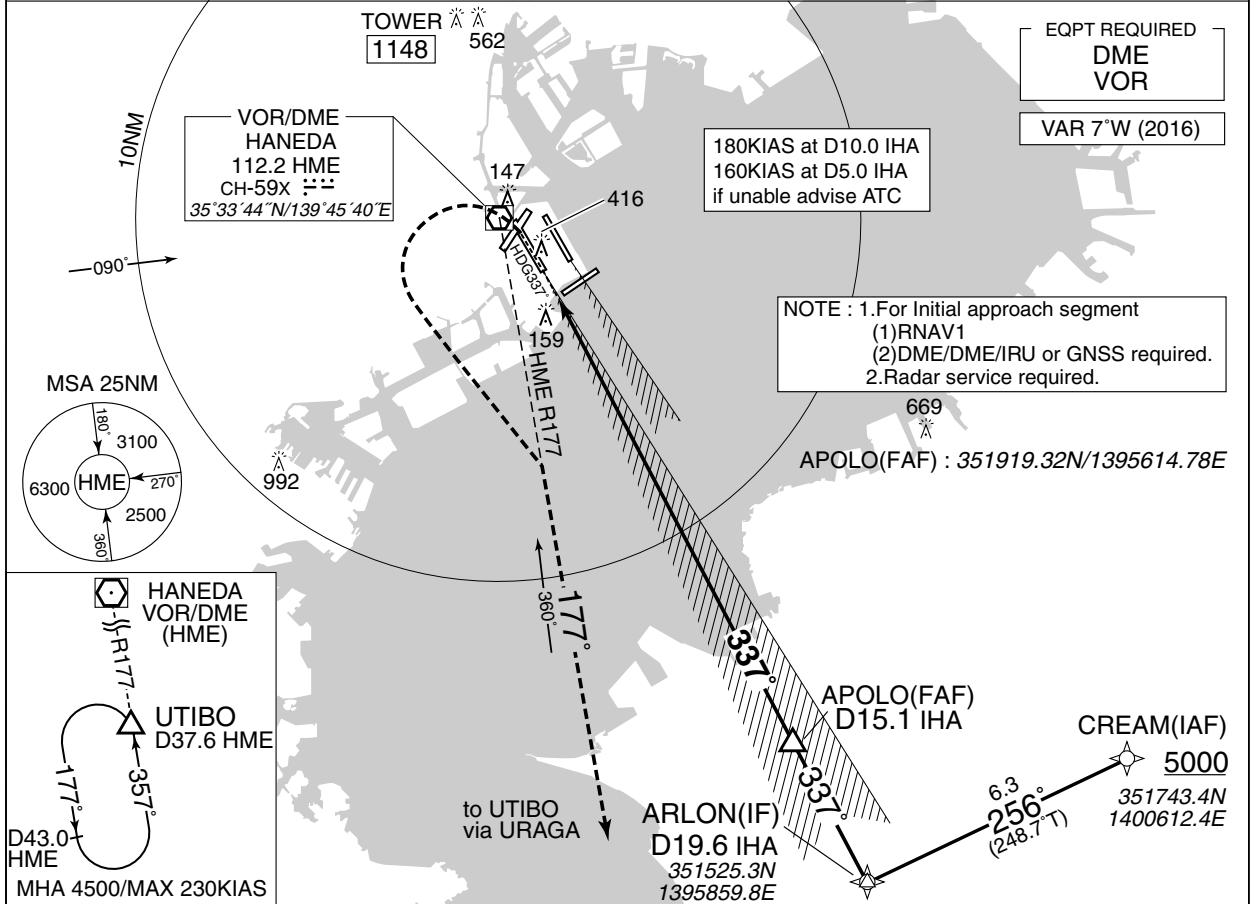 TOWER
1148
562
EQPT REQUIRED
DME
VOR
VAR 7°W (2016)
10NM
VOR/DME
HANEDA
112.2 HME
CH-59X
35°33´44˝N/139°45´40˝E
147
416
180KIAS at D10.0 IHA
160KIAS at D5.0 IHA
if unable advise ATC
090°
HDG337°
159
HME R177
NOTE : 1.For Initial approach segment
(1)RNAV1
(2)DME/DME/IRU or GNSS required.
2.Radar service required.
669
APOLO(FAF) : 351919.32N/1395614.78E
MSA 25NM
180°
3100
HME
270°
6300
2500
360°
992
360°
177°
337°
APOLO(FAF)
D15.1 IHA
337°
CREAM(IAF)
5000
351743.4N
1400612.4E
6.3
256°
(248.7°T)
ARLON(IF)
D19.6 IHA
351525.3N
1395859.8E
to UTIBO
via URAGA
HANEDA
VOR/DME
(HME)
R177
UTIBO
D37.6 HME
177°
357°
D43.0
HME
MHA 4500/MAX 230KIAS